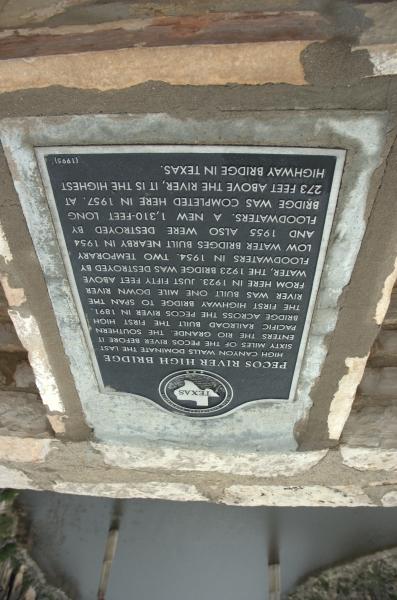 TEXAS
PECOS RIVER HIGH BRIDGE
HIGH CANYON WALLS DOMINATE THE LAST
SIXTY MILES OF THE PECOS RIVER BEFORE IT
ENTERS THE RIO GRANDE. THE SOUTHERN
PACIFIC RAILROAD BUILT THE FIRST HIGH
BRIDGE ACROSS THE PECOS RIVER IN 1891.
THE FIRST HIGHWAY BRIDGE TO SPAN THE
RIVER WAS BUILT ONE MILE DOWN RIVER
FROM HERE IN 1923. JUST FIFTY FEET ABOVE
WATER, THE 1923 BRIDGE WAS DESTROYED BY
FLOODWATERS IN 1954. TWO TEMPORARY
LOW WATER BRIDGES BUILT NEARBY IN 1954
AND 1955 WERE ALSO DESTROYED BY
FLOODWATERS. A NEW 1,310-FEET LONG
BRIDGE WAS COMPLETED HERE IN 1957. AT
273 FEET ABOVE THE RIVER, IT IS THE HIGHEST
HIGHWAY BRIDGE IN TEXAS.
(1995)